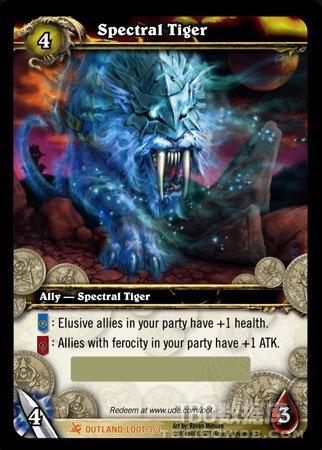 4
Spectral Tiger
Ally — Spectral Tiger
: Elusive allies in your party have +1 health.
: Allies with ferocity in your party have +1 ATK.
Redeem at www.ude.com/loot
4
OUTLAND LOOT 3/3
Art by: Raven Mimura
3